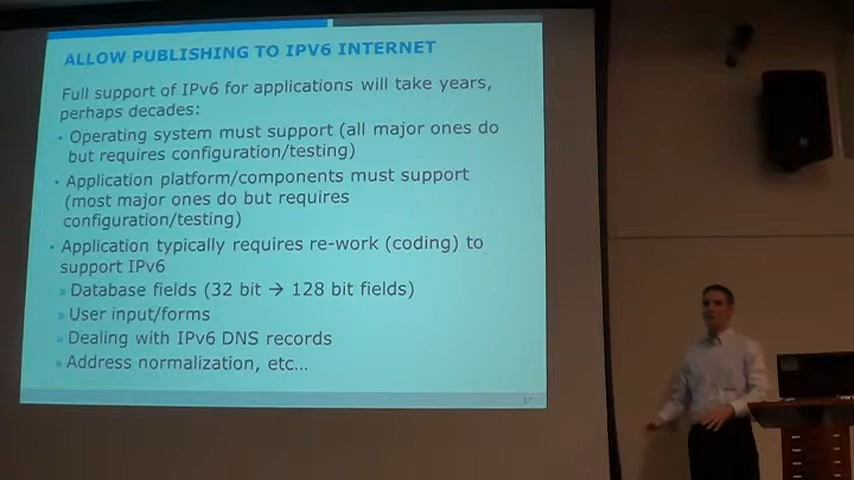 ALLOW PUBLISHING TO IPV6 INTERNET
Full support of IPv6 for applications will take years,
perhaps decades:
• Operating system must support (all major ones do
but requires configuration/testing)
• Application platform/components must support
(most major ones do but requires
configuration/testing)
• Application typically requires re-work (coding) to
support IPv6
» Database fields (32 bit → 128 bit fields)
» User input/forms
» Dealing with IPv6 DNS records
» Address normalization, etc...